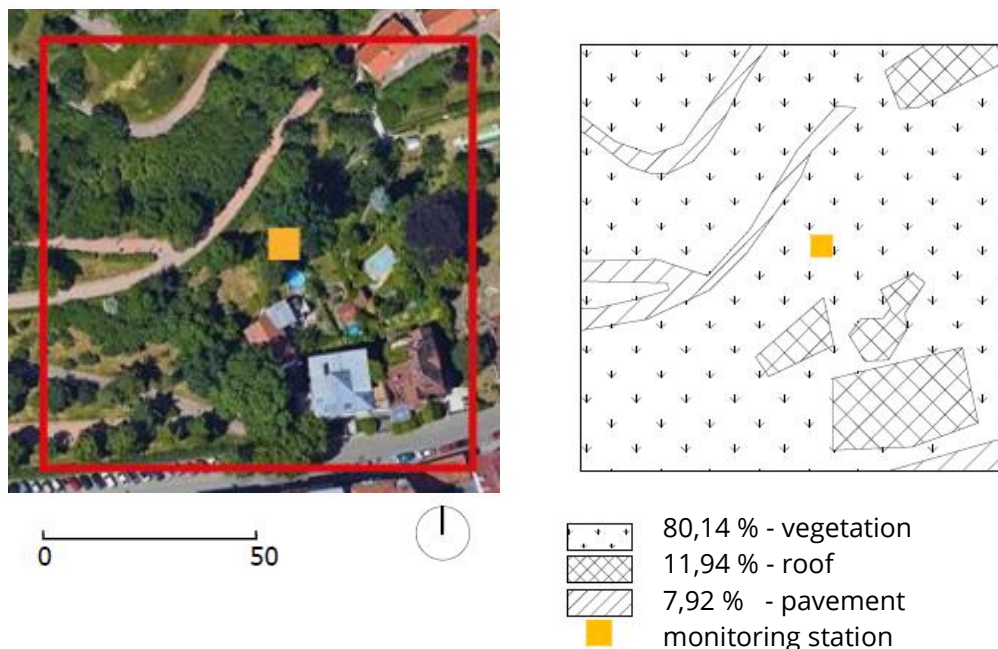 0 50
80,14 % - vegetation
11,94 % - roof
7,92 % - pavement
monitoring station